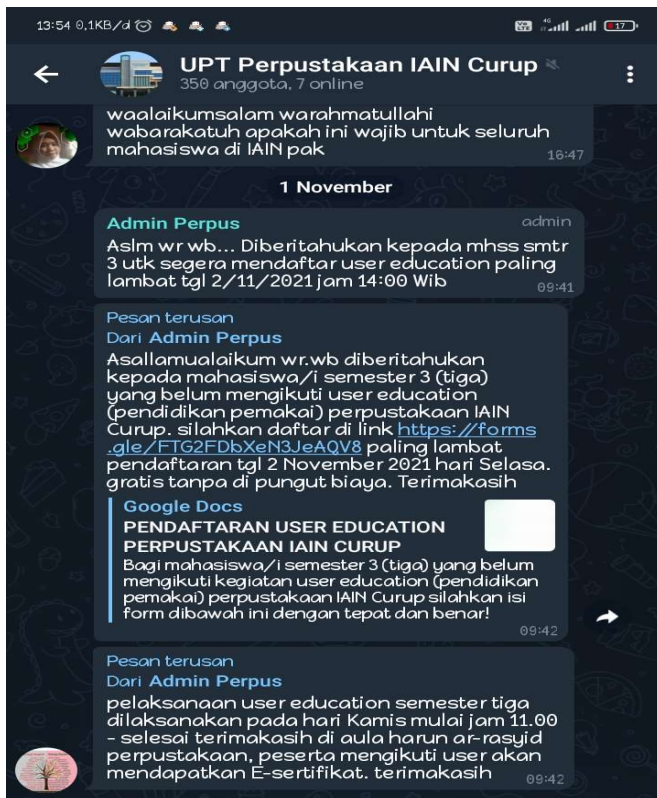 13:54 0,1KB/d
4G
17
UPT Perpustakaan IAIN Curup
350 anggota, 7 online
waalaikumsalam warahmatullahi
wabarakatuh apakah ini wajib untuk seluruh
mahasiswa di IAIN pak
16:47
1 November
Admin Perpus admin
Aslm wr wb... Diberitahukan kepada mhss smtr
3 utk segera mendaftar user education paling
lambat tgl 2/11/2021 jam 14:00 Wib
09:41
Pesan terusan
Dari Admin Perpus
Asallamualaikum wr.wb diberitahukan
kepada mahasiswa/i semester 3 (tiga)
yang belum mengikuti user education
(pendidikan pemakai) perpustakaan IAIN
Curup. silahkan daftar di link https://forms
.gle/FTG2FDbXeN3JeAQV8 paling lambat
pendaftaran tgl 2 November 2021 hari Selasa.
gratis tanpa di pungut biaya. Terimakasih
Google Docs
PENDAFTARAN USER EDUCATION
PERPUSTAKAAN IAIN CURUP
Bagi mahasiswa/i semester 3 (tiga) yang belum
mengikuti kegiatan user education (pendidikan
pemakai) perpustakaan IAIN Curup silahkan isi
form dibawah ini dengan tepat dan benar!
09:42
Pesan terusan
Dari Admin Perpus
pelaksanaan user education semester tiga
dilaksanakan pada hari Kamis mulai jam 11.00
- selesai terimakasih di aula harun ar-rasyid
perpustakaan, peserta mengikuti user akan
mendapatkan E-sertifikat. terimakasih
09:42